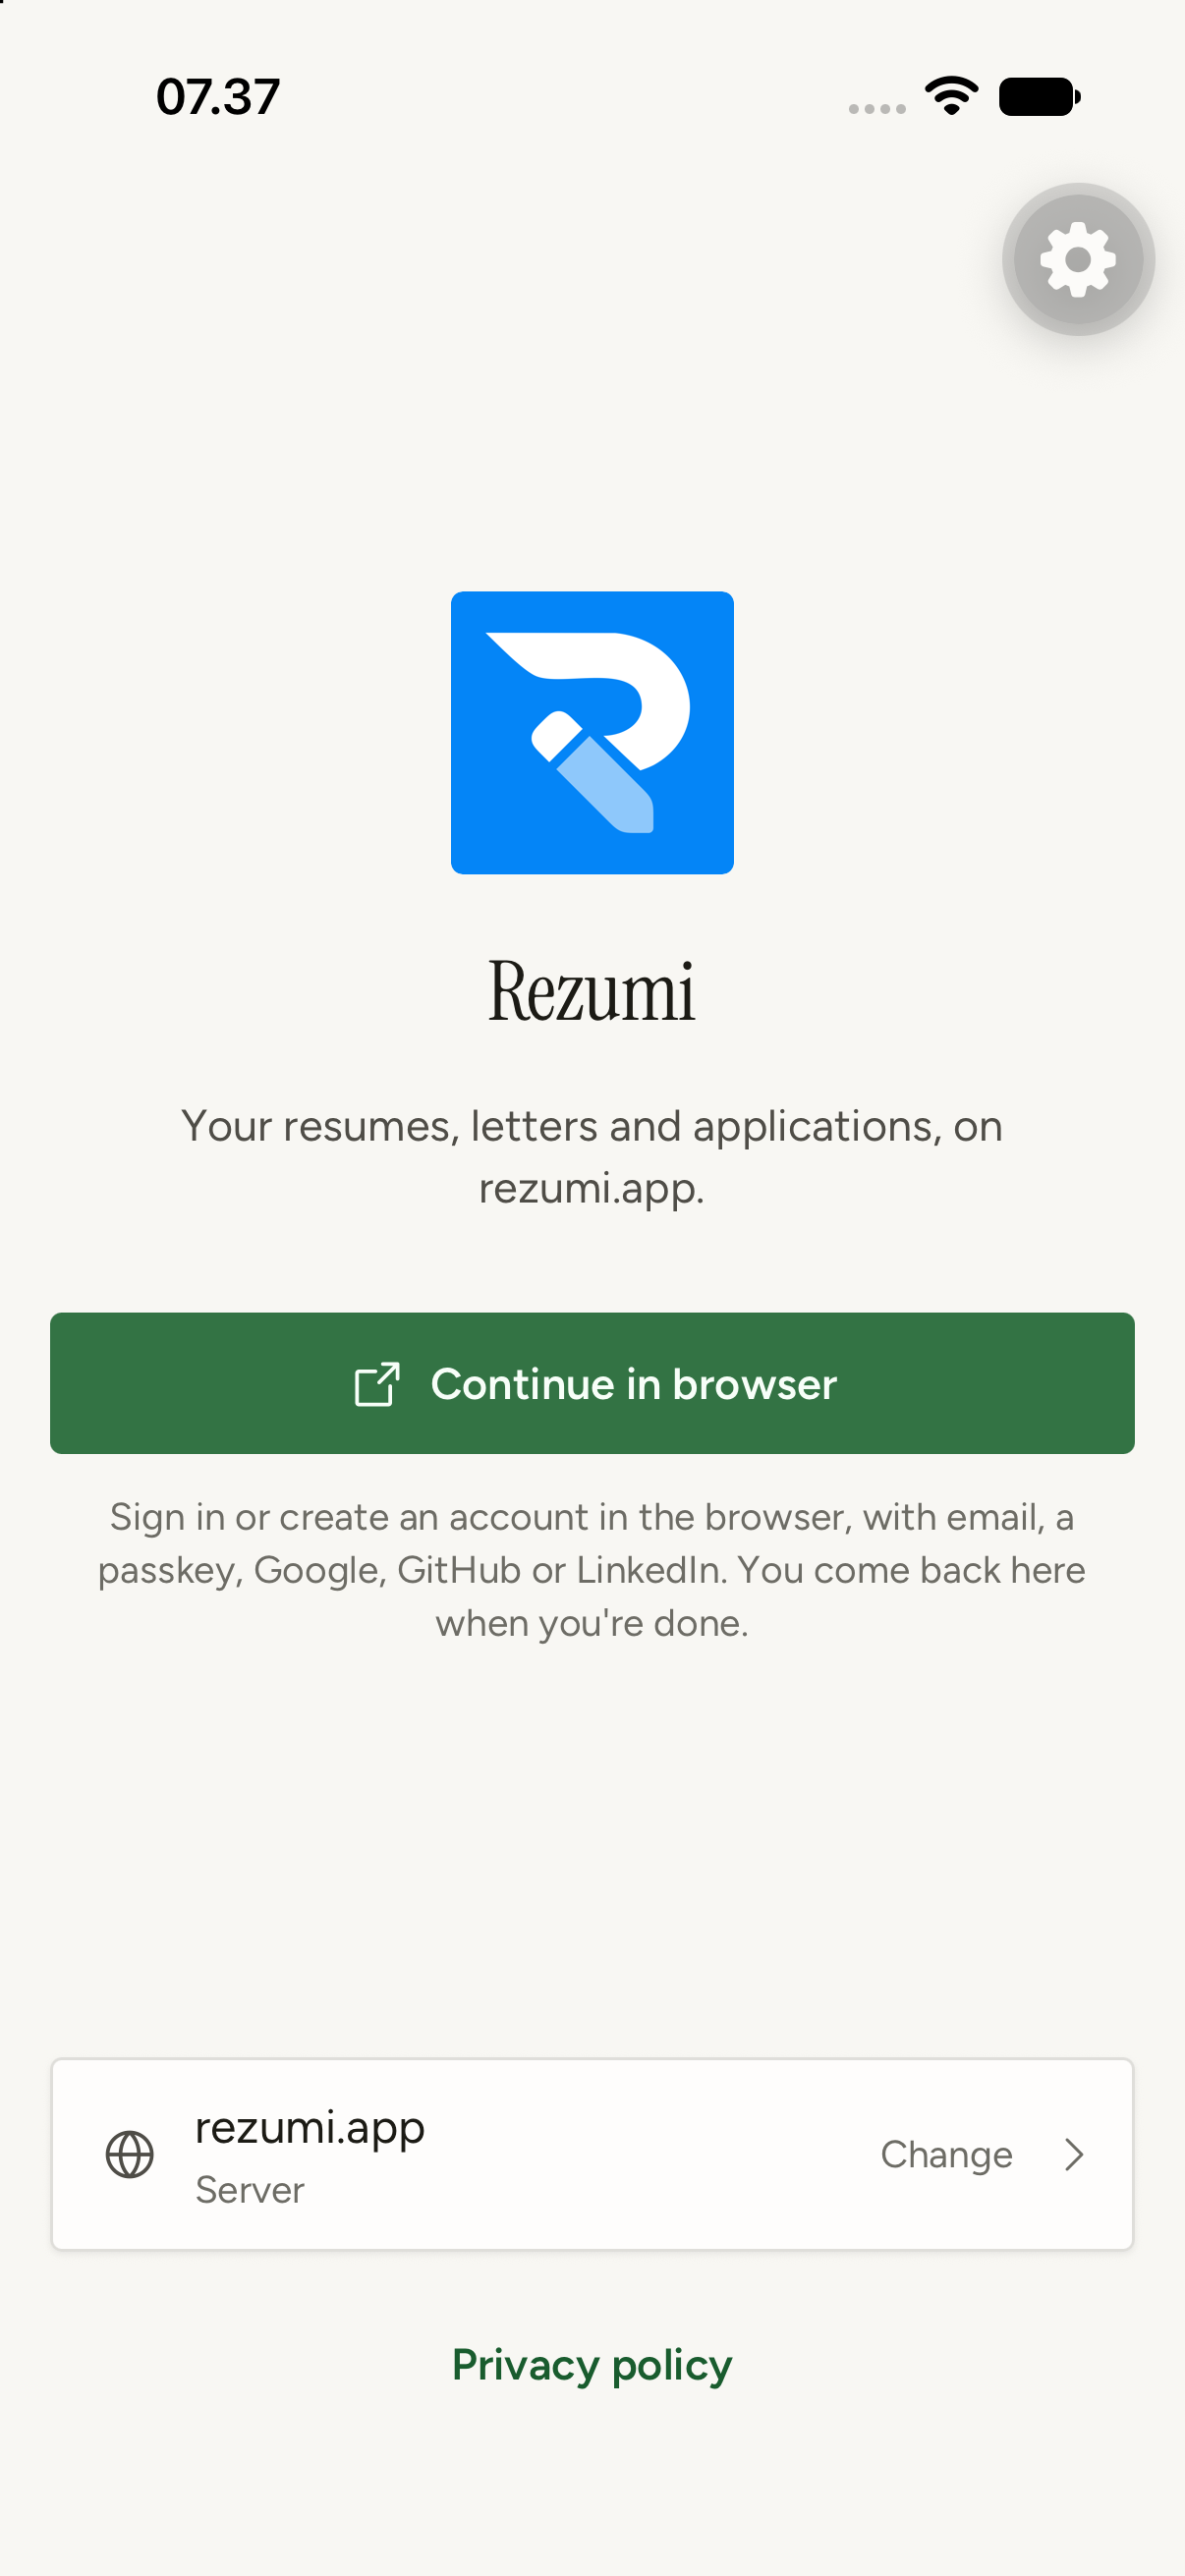 07.37
Rezumi
Your resumes, letters and applications, on
rezumi.app.
Continue in browser
Sign in or create an account in the browser, with email, a
passkey, Google, GitHub or LinkedIn. You come back here
when you're done.
rezumi.app
Server
Change
Privacy policy